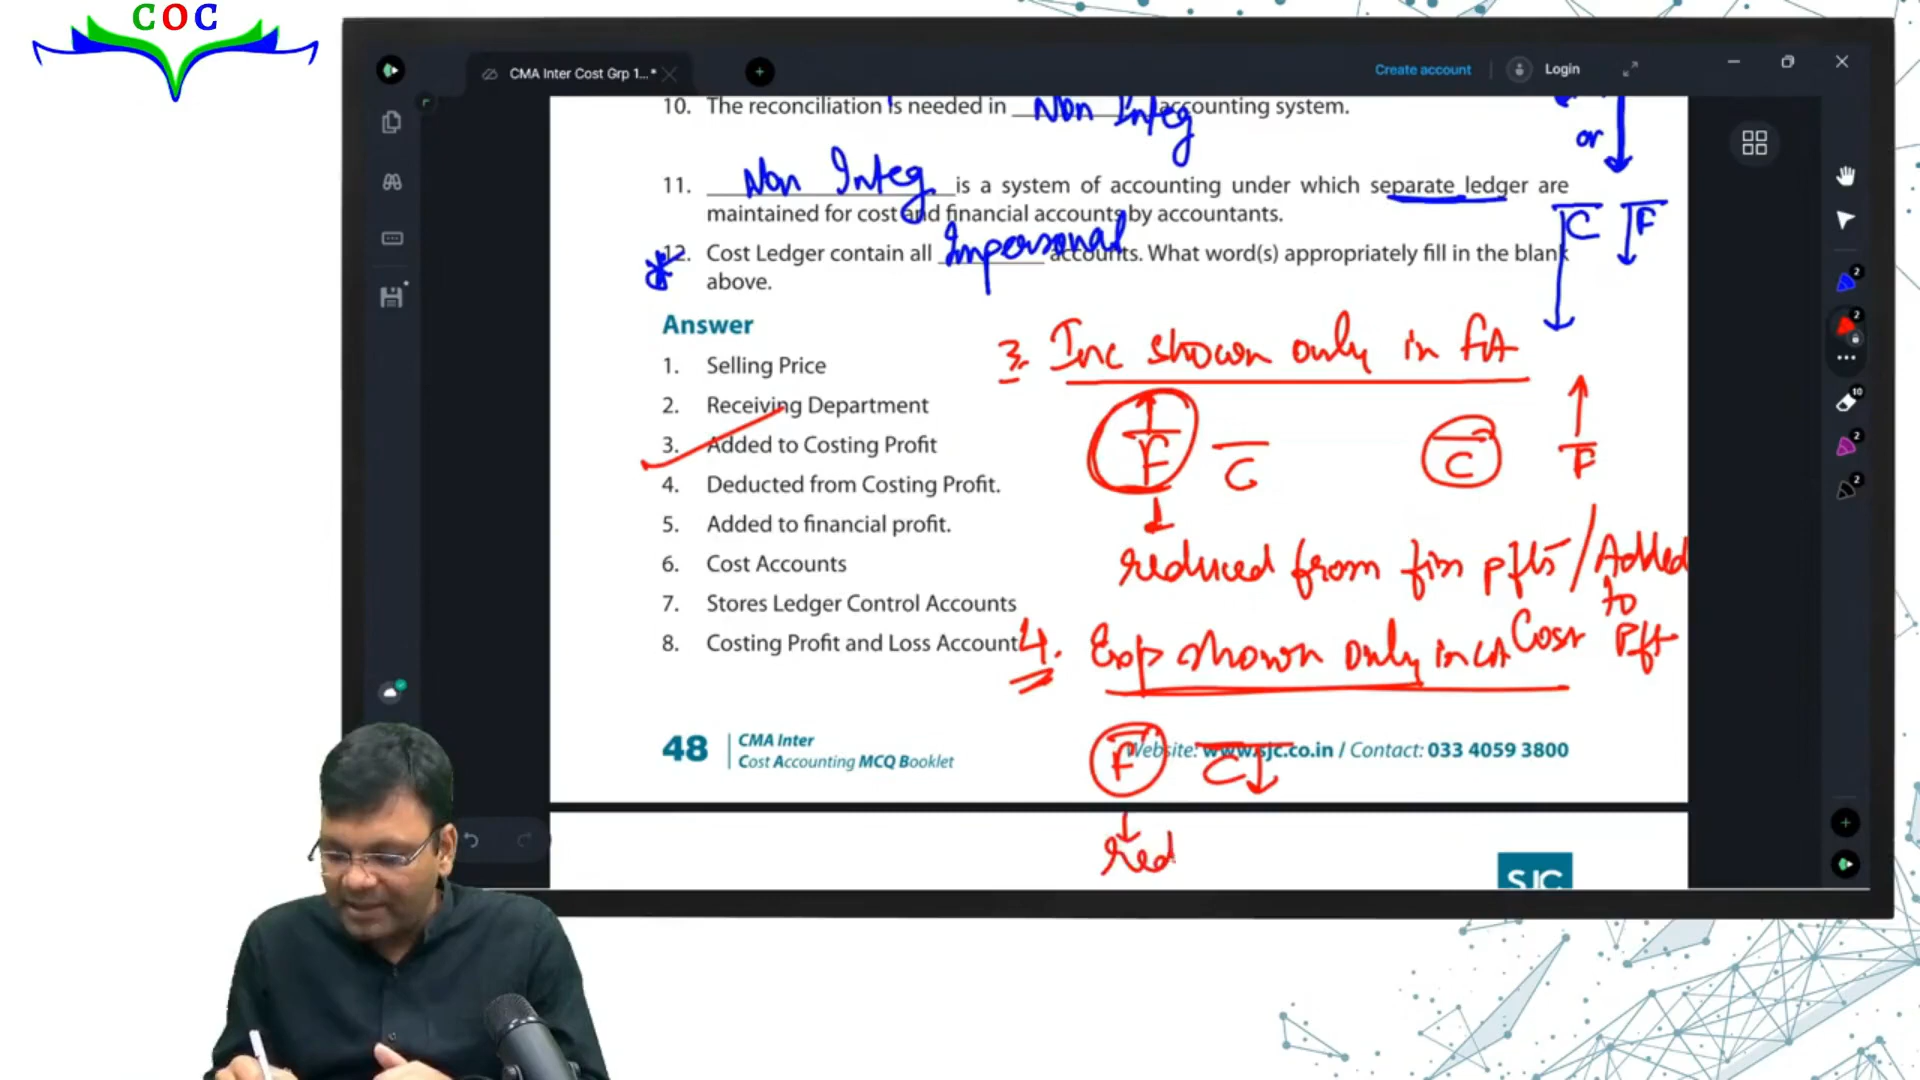 COC
CMA Inter Cost Grp 1...*
Create account
Login
10. The reconciliation is needed in Non Integ accounting system.
or
11. Non Integ is a system of accounting under which separate ledger are
maintained for cost and financial accounts by accountants.
C F
12. Cost Ledger contain all Impersonal accounts. What word(s) appropriately fill in the blank
above.
Answer
3. Inc shown only in FA
1. Selling Price
2. Receiving Department
3. Added to Costing Profit
F C C F
4. Deducted from Costing Profit.
5. Added to financial profit.
reduced from fin pfts / Added
to
Cost Pft
6. Cost Accounts
7. Stores Ledger Control Accounts
8. Costing Profit and Loss Account
4. Exp shown only in CA
48
CMA Inter
Cost Accounting MCQ Booklet
Website: www.sjc.co.in / Contact: 033 4059 3800
F C
red
SJC
2
2
10
2
2